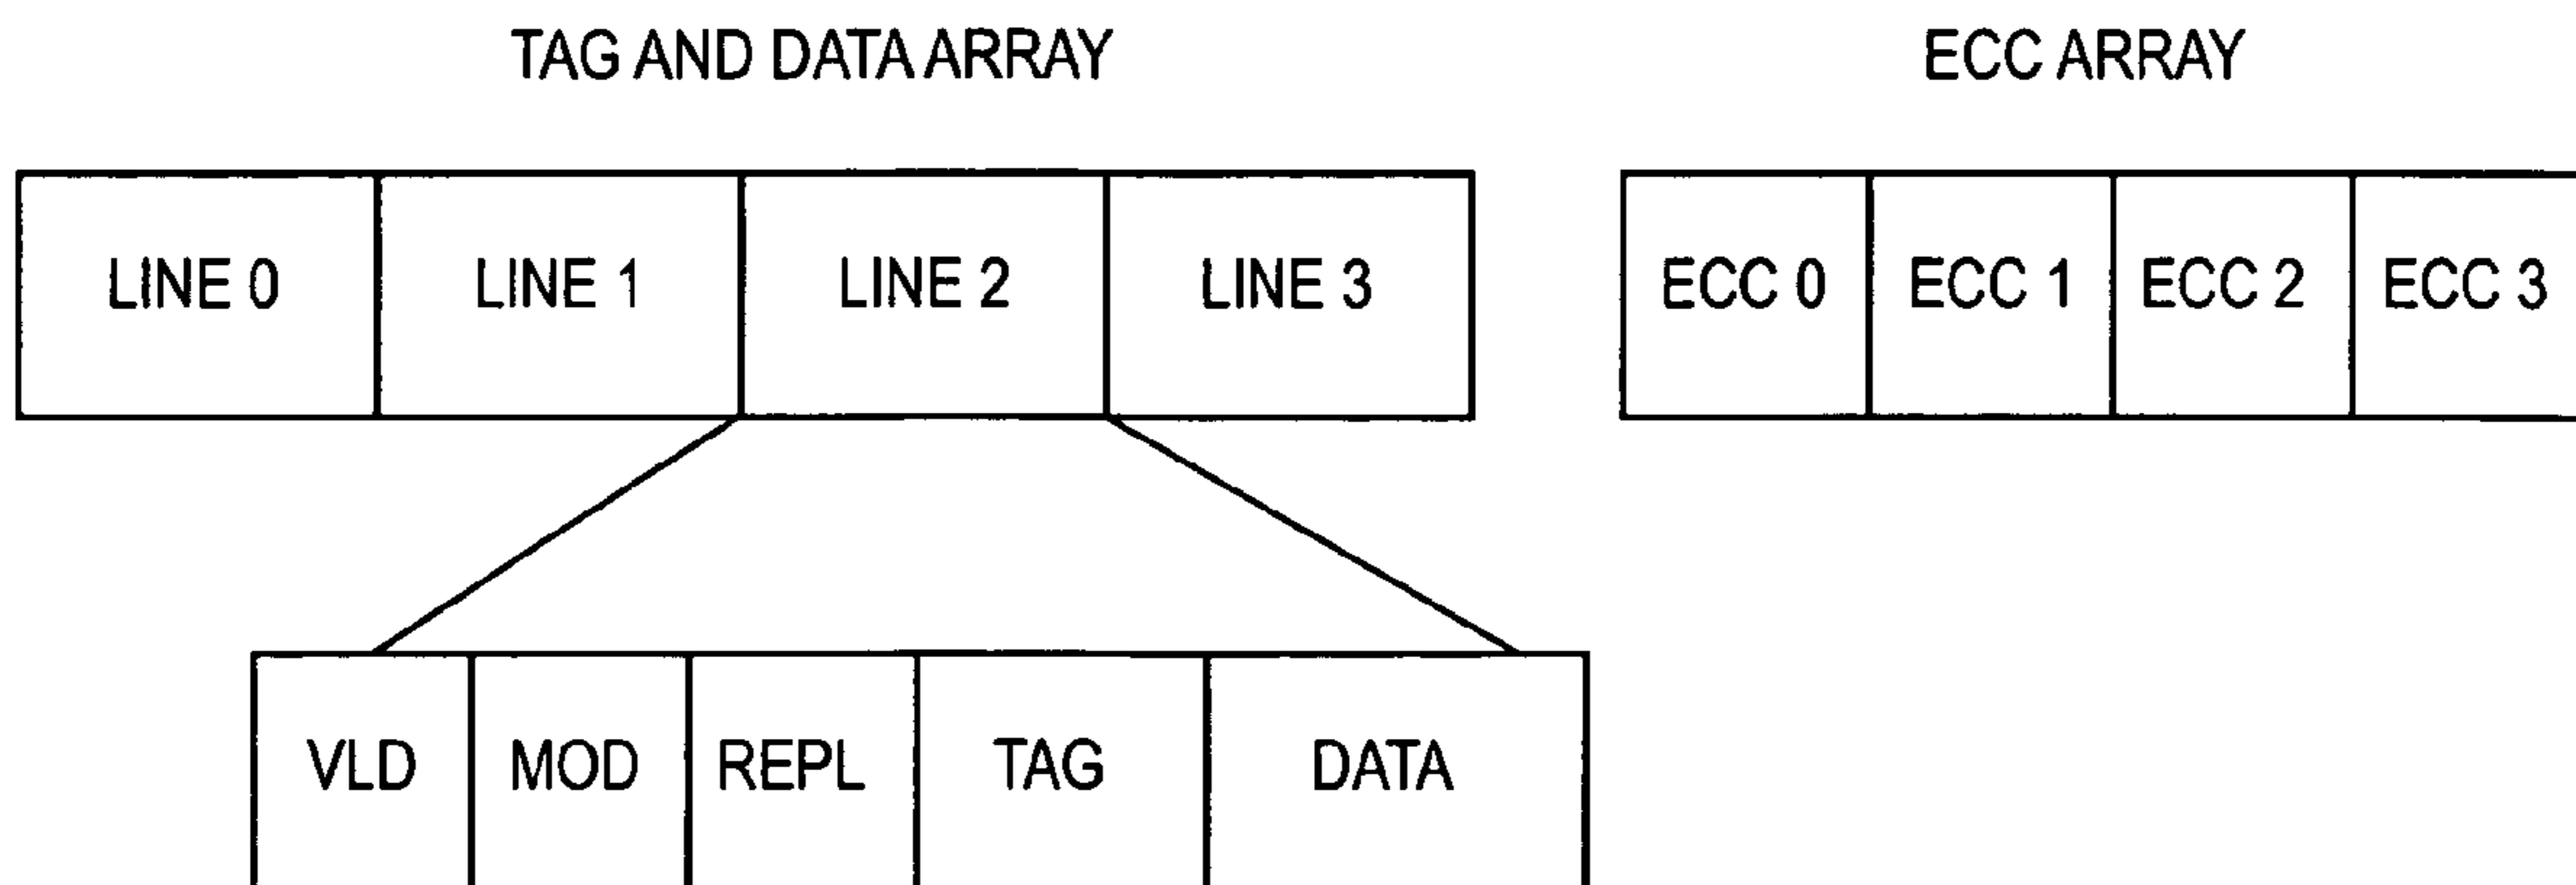 TAG AND DATA ARRAY
ECC ARRAY
LINE 0 LINE 1 LINE 2 LINE 3
ECC 0 ECC 1 ECC 2 ECC 3
VLD MOD REPL TAG DATA